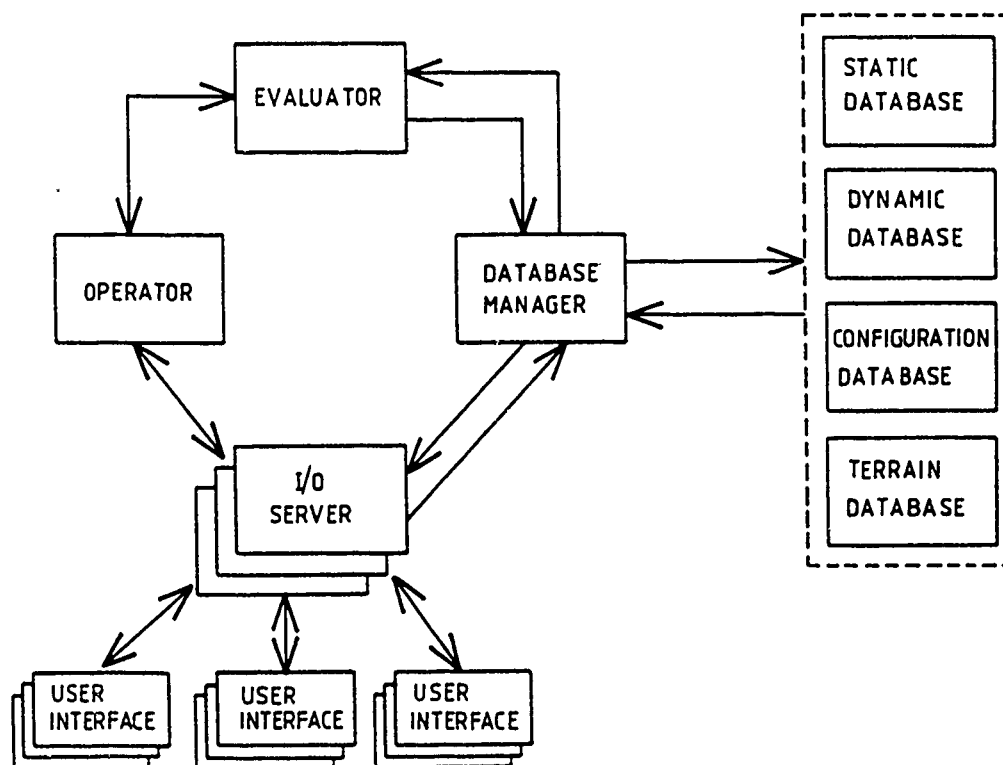 EVALUATOR
STATIC
DATABASE
DYNAMIC
DATABASE
OPERATOR
DATABASE
MANAGER
CONFIGURATION
DATABASE
I/O
SERVER
TERRAIN
DATABASE
USER
INTERFACE
USER
INTERFACE
USER
INTERFACE